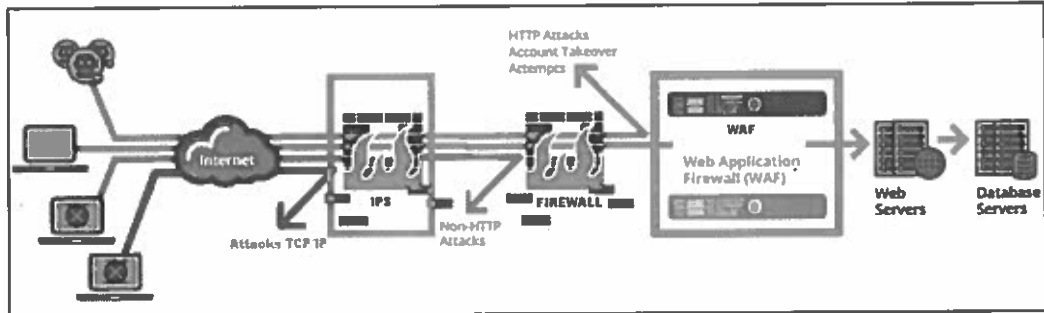 HTTP Attacks
Account Takeover
Attempts
Internet
IPS
FIREWALL
WAF
Web Application
Firewall (WAF)
Attacks TCP IP
Non-HTTP
Attacks
Web
Servers
Database
Servers